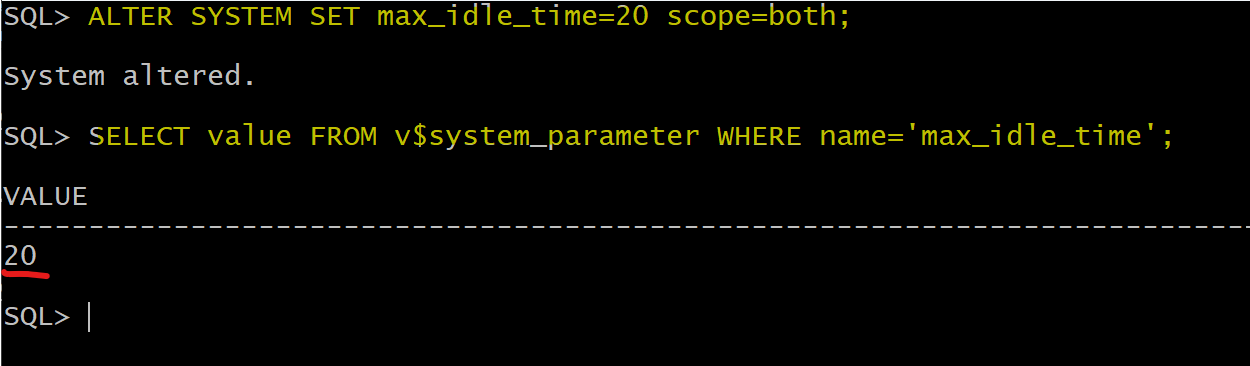 SQL> ALTER SYSTEM SET max_idle_time=20 scope=both;
System altered.
SQL> SELECT value FROM v$system_parameter WHERE name='max_idle_time';
VALUE
--------------------------------------------------------------------------------
20
SQL>